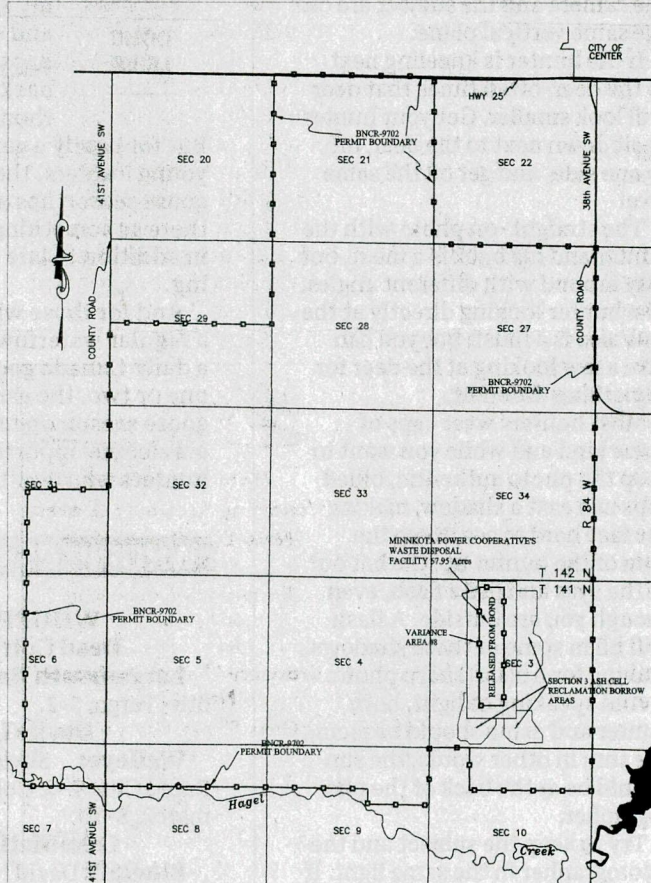 CITY OF
CENTER
HWY 25
BNCR-9702
PERMIT BOUNDARY
SEC 20
SEC 21
SEC 22
41ST AVENUE SW
38th AVENUE SW
COUNTY ROAD
COUNTY ROAD
SEC 29
SEC 28
SEC 27
BNCR-9702
PERMIT BOUNDARY
SEC 31
SEC 32
SEC 33
SEC 34
R 84 W
MINNKOTA POWER COOPERATIVE'S
WASTE DISPOSAL
FACILITY 67.95 Acres
T 142 N
T 141 N
BNCR-9702
PERMIT BOUNDARY
VARIANCE
AREA #8
RELEASED FROM BOND
SEC 6
SEC 5
SEC 4
SEC 3
SECTION 3 ASH CELL
RECLAMATION BORROW
AREAS
BNCR-9702
PERMIT BOUNDARY
Hagel
SEC 7
SEC 8
SEC 9
SEC 10
Creek
41ST AVENUE SW